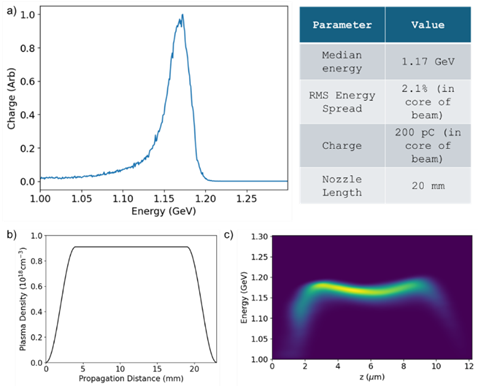 a)
1.0
0.8
0.6
0.4
0.2
0.0
Charge (Arb)
1.00 1.05 1.10 1.15 1.20 1.25
Energy (GeV)
Parameter Value
Median
energy
1.17 GeV
RMS Energy
Spread
2.1% (in
core of
beam)
Charge
200 pC (in
core of
beam)
Nozzle
Length
20 mm
b)
1.0
0.8
0.6
0.4
0.2
0.0
Plasma Density (10¹⁸cm⁻³)
0 5 10 15 20
Propagation Distance (mm)
c)
1.30
1.25
1.20
1.15
1.10
1.05
1.00
Energy (GeV)
0 2 4 6 8 10 12
z (μm)